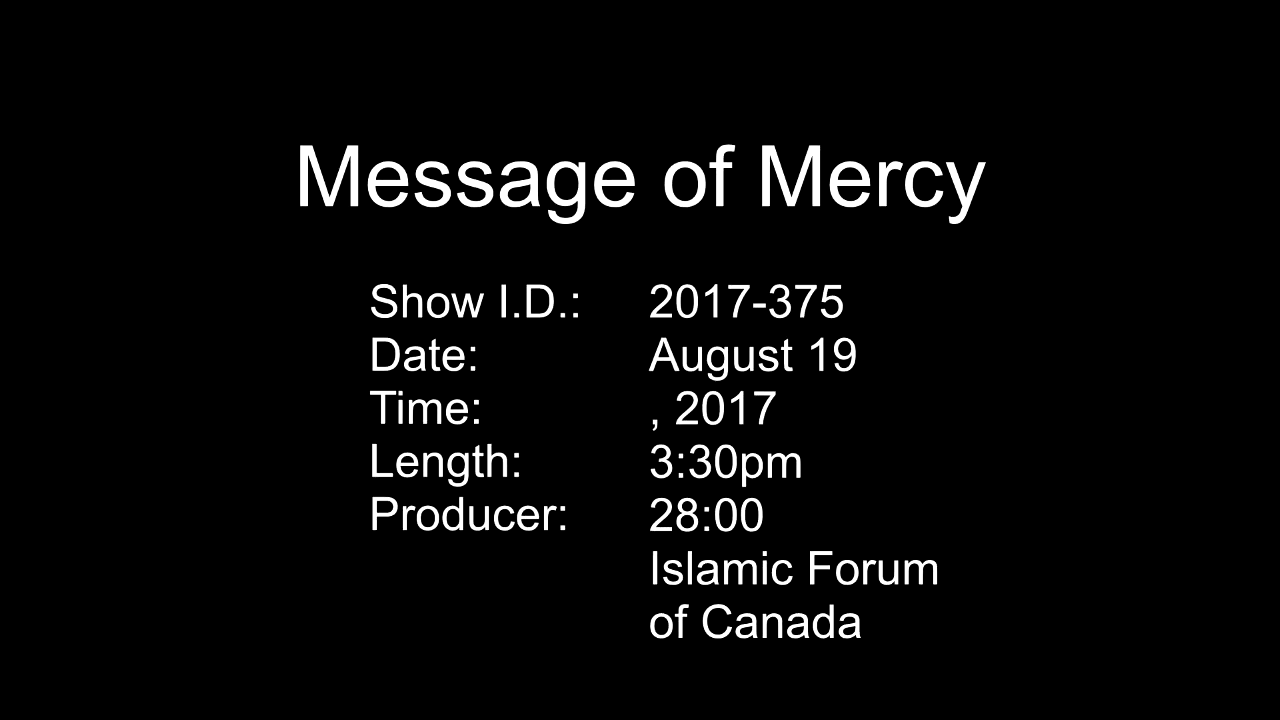 Message of Mercy
Show I.D.: 2017-375
Date: August 19
Time: , 2017
Length: 3:30pm
Producer: 28:00
Islamic Forum
of Canada